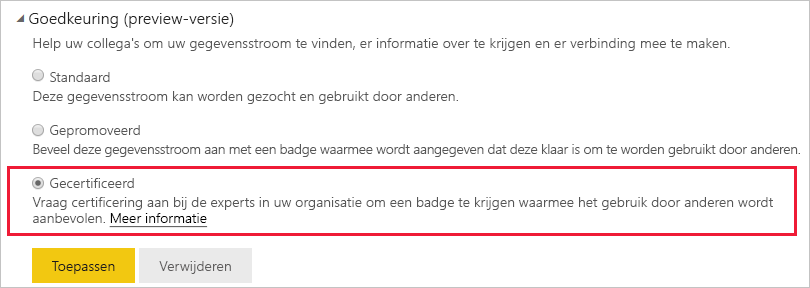 Goedkeuring (preview-versie)
Help uw collega's om uw gegevensstroom te vinden, er informatie over te krijgen en er verbinding mee te maken.
Standaard
Deze gegevensstroom kan worden gezocht en gebruikt door anderen.
Gepromoveerd
Beveel deze gegevensstroom aan met een badge waarmee wordt aangegeven dat deze klaar is om te worden gebruikt door anderen.
Gecertificeerd
Vraag certificering aan bij de experts in uw organisatie om een badge te krijgen waarmee het gebruik door anderen wordt
aanbevolen. Meer informatie
Toepassen Verwijderen